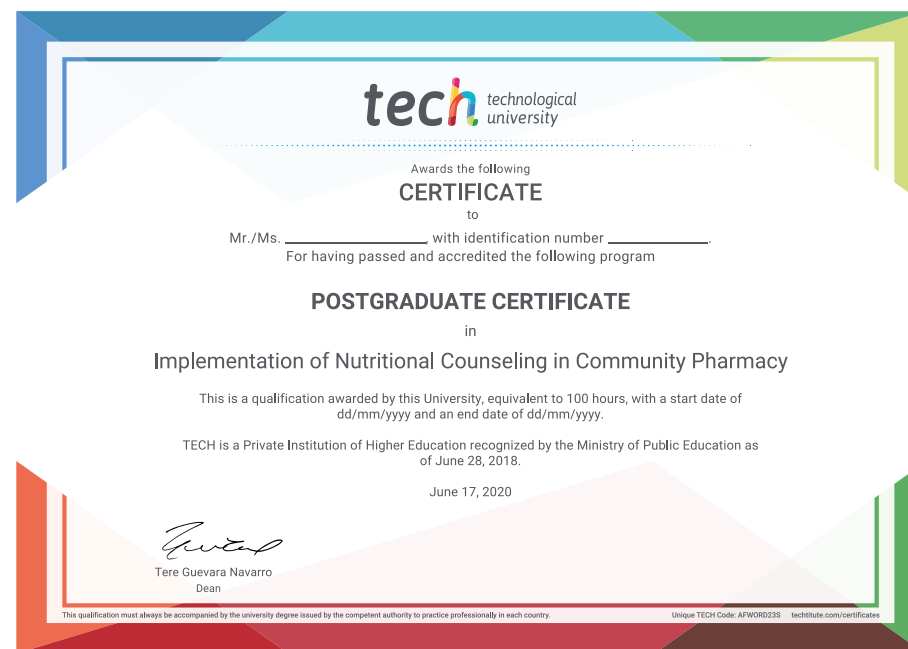 tech technological
university
Awards the following
CERTIFICATE
to
Mr./Ms. ____________________, with identification number ______________.
For having passed and accredited the following program
POSTGRADUATE CERTIFICATE
in
Implementation of Nutritional Counseling in Community Pharmacy
This is a qualification awarded by this University, equivalent to 100 hours, with a start date of
dd/mm/yyyy and an end date of dd/mm/yyyy.
TECH is a Private Institution of Higher Education recognized by the Ministry of Public Education as
of June 28, 2018.
June 17, 2020
Tere Guevara Navarro
Dean
This qualification must always be accompanied by the university degree issued by the competent authority to practice professionally in each country. Unique TECH Code: AFWORD23S techtitute.com/certificates